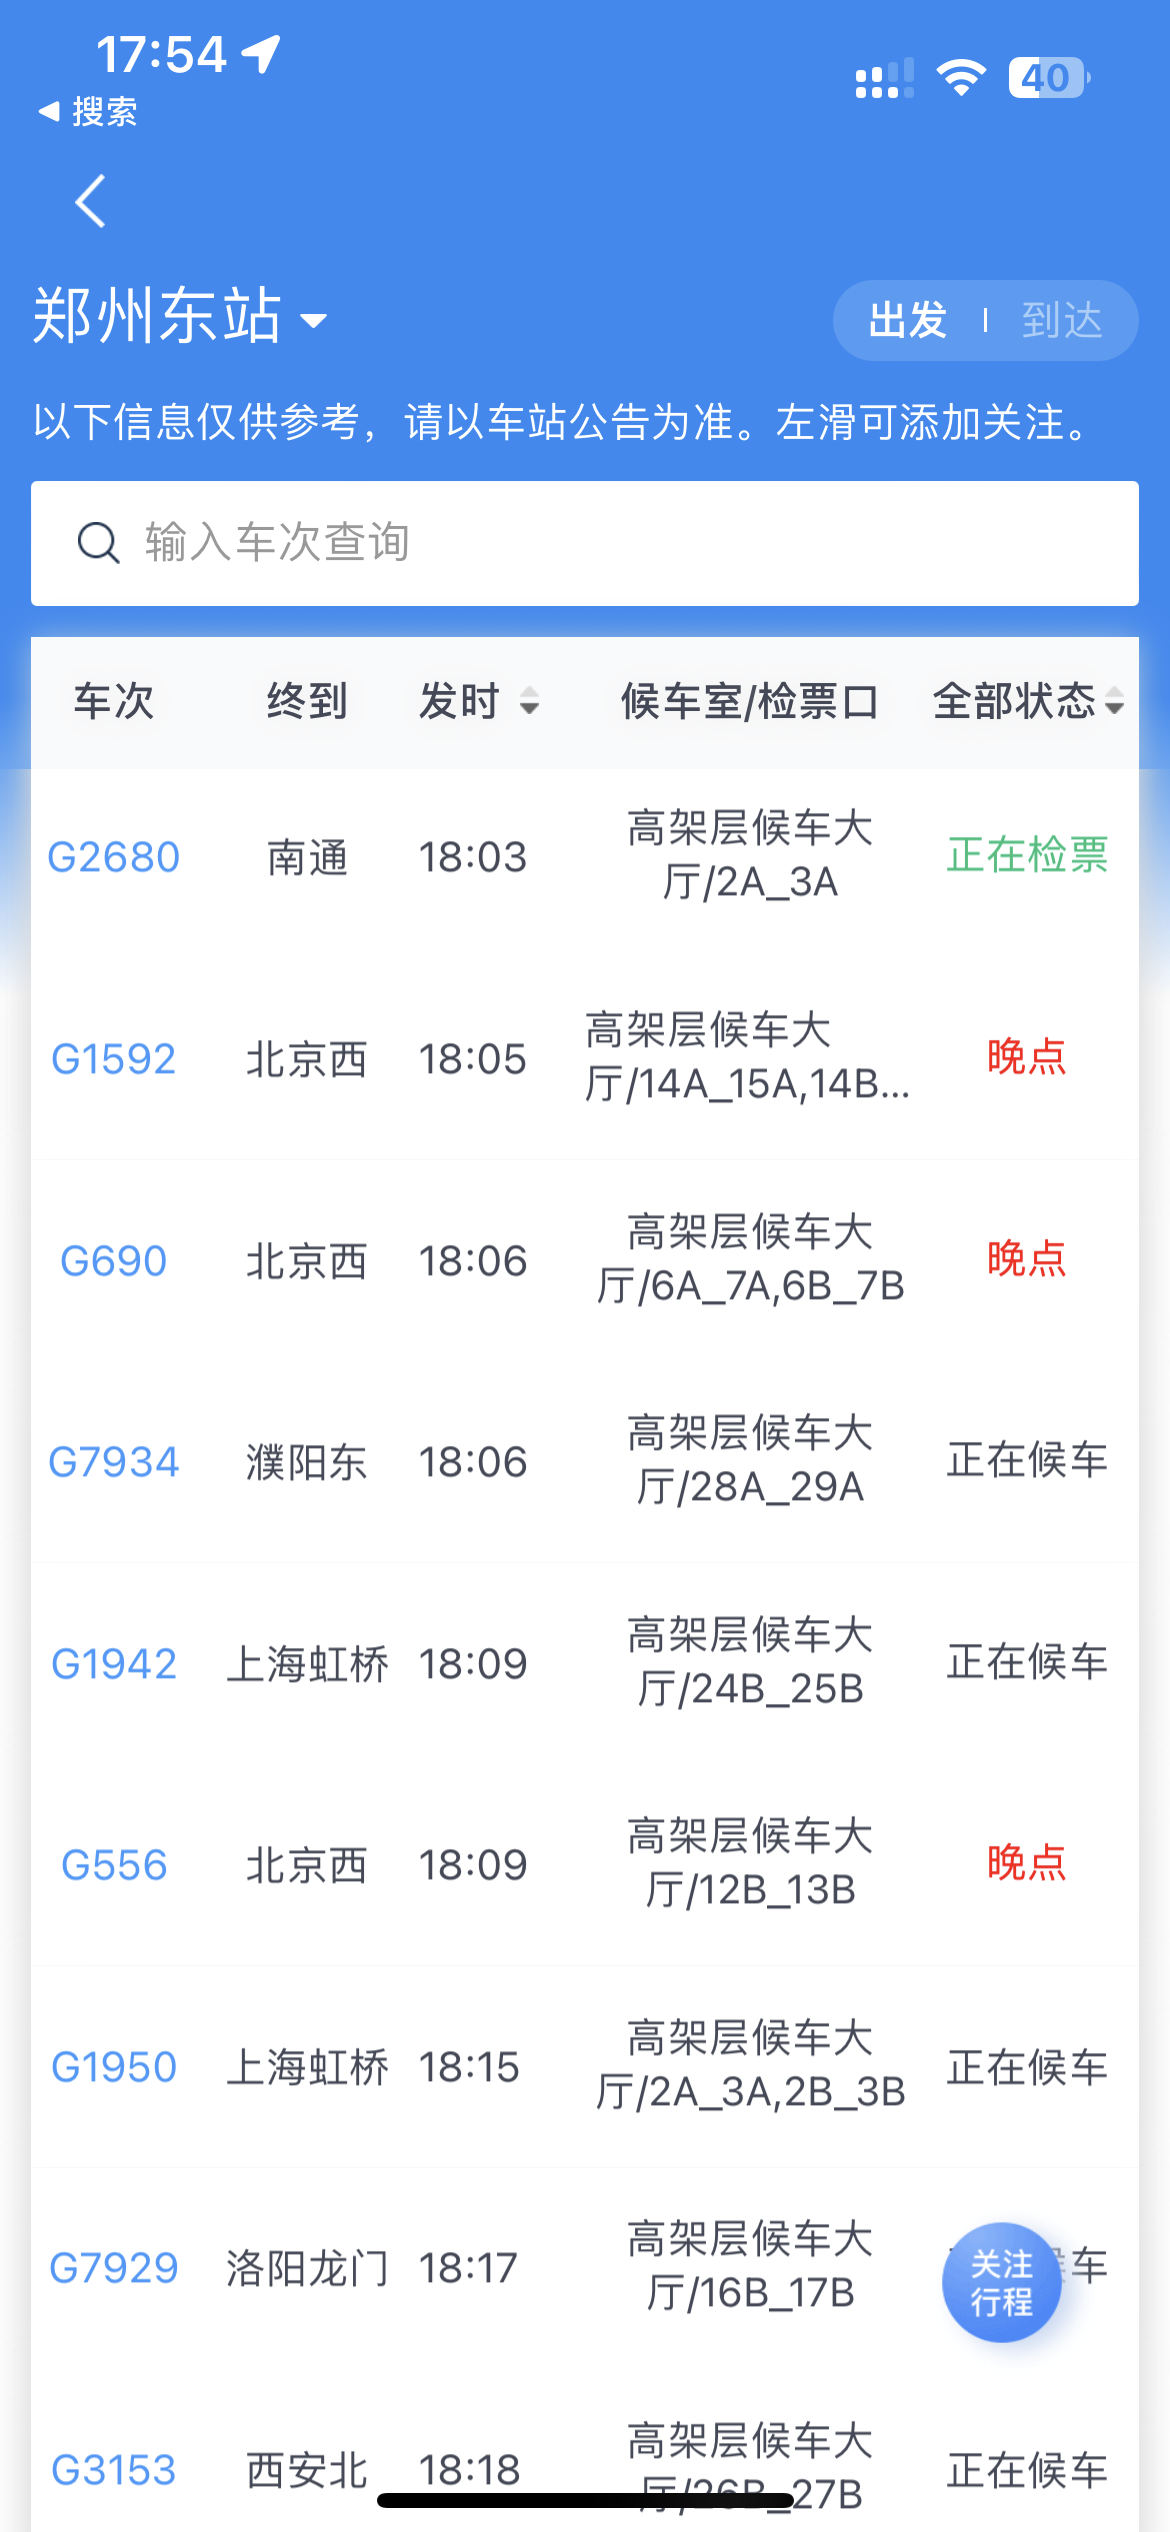 17:54
40
搜索
郑州东站
出发 | 到达
以下信息仅供参考，请以车站公告为准。左滑可添加关注。
输入车次查询
车次 终到 发时 候车室/检票口 全部状态
G2680 南通 18:03 高架层候车大
厅/2A_3A 正在检票
G1592 北京西 18:05 高架层候车大
厅/14A_15A,14B... 晚点
G690 北京西 18:06 高架层候车大
厅/6A_7A,6B_7B 晚点
G7934 濮阳东 18:06 高架层候车大
厅/28A_29A 正在候车
G1942 上海虹桥 18:09 高架层候车大
厅/24B_25B 正在候车
G556 北京西 18:09 高架层候车大
厅/12B_13B 晚点
G1950 上海虹桥 18:15 高架层候车大
厅/2A_3A,2B_3B 正在候车
G7929 洛阳龙门 18:17 高架层候车大
厅/16B_17B 车
关注
行程
G3153 西安北 18:18 高架层候车大
厅/26B_27B 正在候车